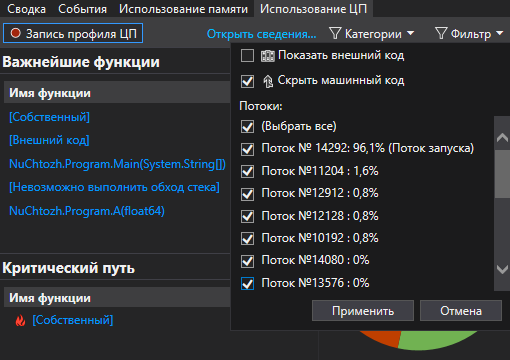 Сводка События Использование памяти Использование ЦП
Запись профиля ЦП Открыть сведения... Категории Фильтр
Показать внешний код
Скрыть машинный код
Потоки:
(Выбрать все)
Поток № 14292: 96,1% (Поток запуска)
Поток №11204 : 1,6%
Поток №12912 : 0,8%
Поток №12128 : 0,8%
Поток №10192 : 0,8%
Поток №14080 : 0%
Поток №13576 : 0%
Применить Отмена
Важнейшие функции
Имя функции
[Собственный]
[Внешний код]
NuChtozh.Program.Main(System.String[])
[Невозможно выполнить обход стека]
NuChtozh.Program.A(float64)
Критический путь
Имя функции
[Собственный]